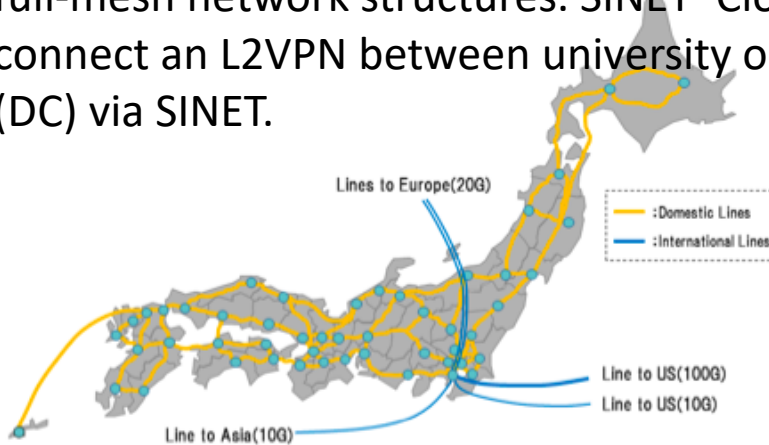 full-mesh network structures. SINET Clo
connect an L2VPN between university o
(DC) via SINET.
Lines to Europe(20G)
:Domestic Lines
:International Lines
Line to US(100G)
Line to US(10G)
Line to Asia(10G)